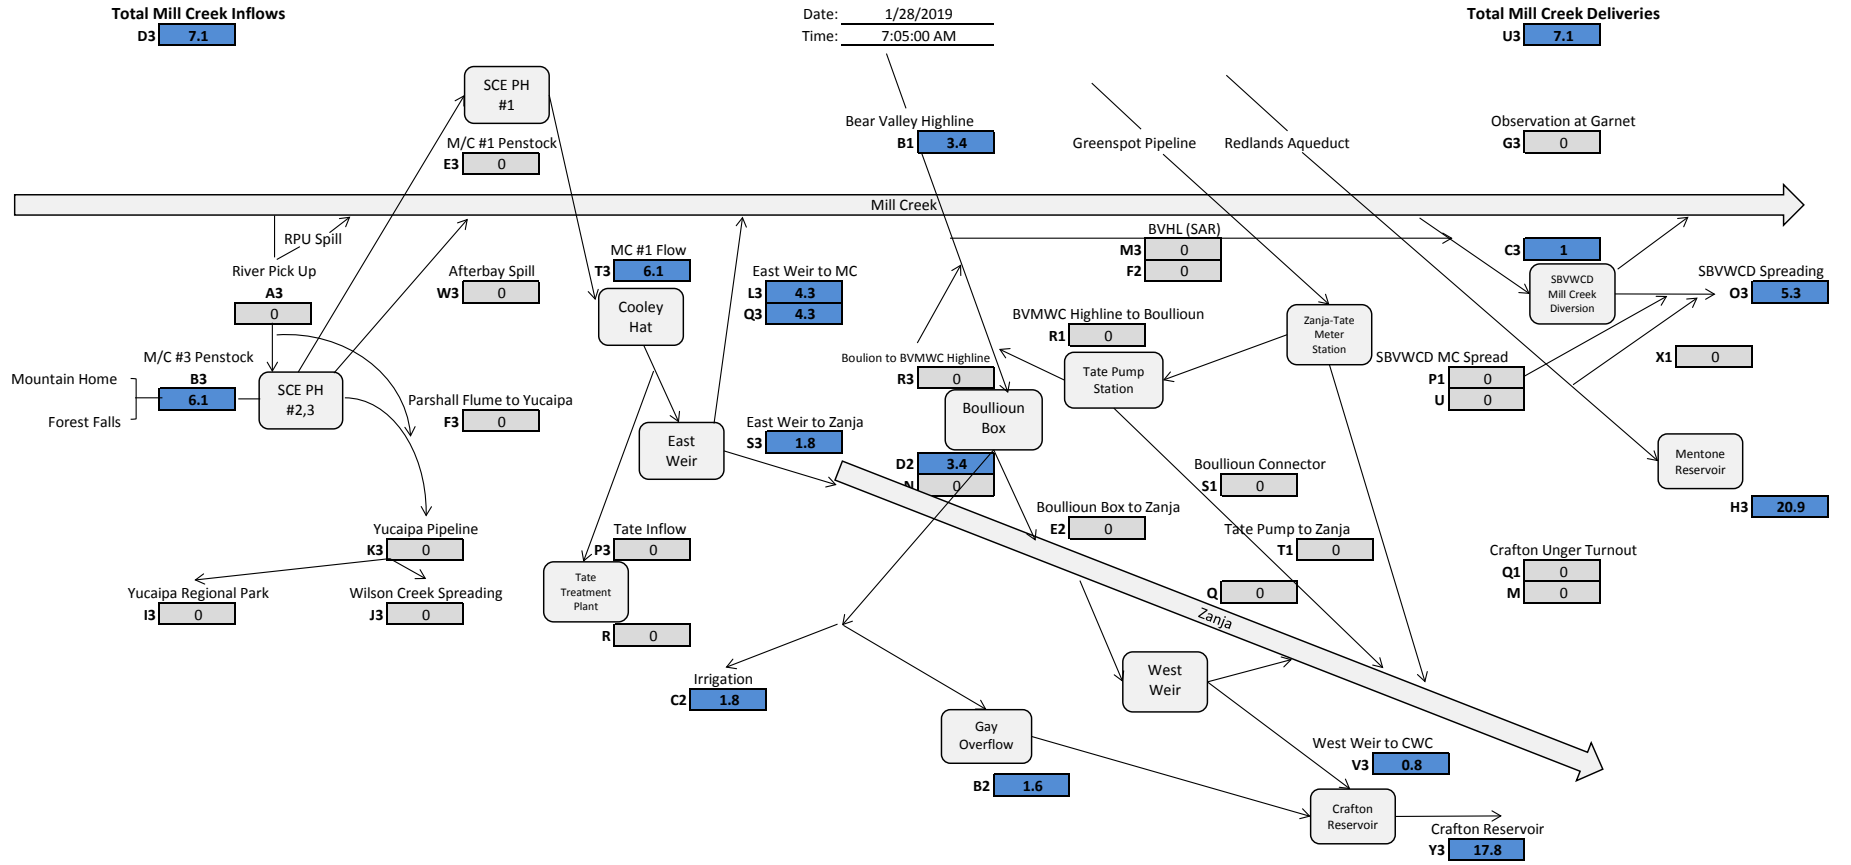 Total Mill Creek Inflows
D3 7.1
Date: 1/28/2019
Time: 7:05:00 AM
Total Mill Creek Deliveries
U3 7.1
SCE PH
#1
M/C #1 Penstock
E3 0
Bear Valley Highline
B1 3.4
Greenspot Pipeline
Redlands Aqueduct
Observation at Garnet
G3 0
Mill Creek
RPU Spill
River Pick Up
A3
0
Afterbay Spill
W3 0
MC #1 Flow
T3 6.1
Cooley
Hat
East Weir to MC
L3 4.3
Q3 4.3
BVHL (SAR)
M3 0
F2 0
C3 1
SBVWCD
Mill Creek
Diversion
SBVWCD Spreading
O3 5.3
BVMWC Highline to Boullioun
R1 0
Zanja-Tate
Meter
Station
Boulion to BVMWC Highline
R3 0
Tate Pump
Station
SBVWCD MC Spread
P1 0
U 0
X1 0
M/C #3 Penstock
B3
6.1
Mountain Home
Forest Falls
SCE PH
#2,3
Parshall Flume to Yucaipa
F3 0
East
Weir
East Weir to Zanja
S3 1.8
Boullioun
Box
D2 3.4
N 0
Boullioun Connector
S1 0
Mentone
Reservoir
H3 20.9
Boullioun Box to Zanja
E2 0
Yucaipa Pipeline
K3 0
Tate Inflow
P3 0
Tate Pump to Zanja
T1 0
Crafton Unger Turnout
Q1 0
M 0
Yucaipa Regional Park
I3 0
Wilson Creek Spreading
J3 0
Tate
Treatment
Plant
R 0
Q 0
Zanja
Irrigation
C2 1.8
West
Weir
Gay
Overflow
B2 1.6
West Weir to CWC
V3 0.8
Crafton
Reservoir
Crafton Reservoir
Y3 17.8